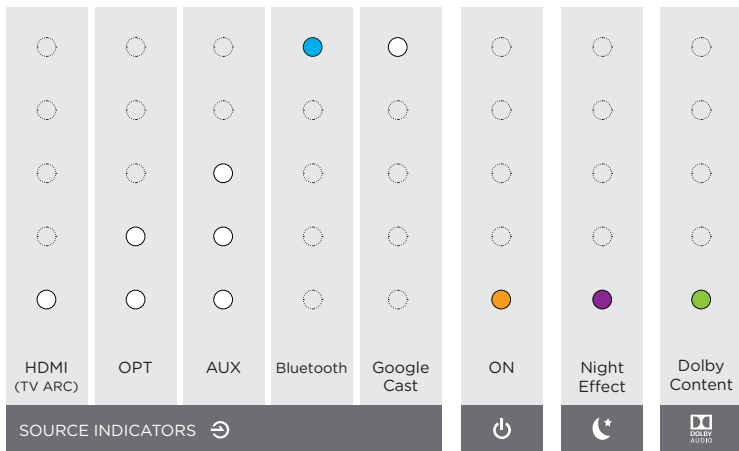 HDMI
(TV ARC)
OPT
AUX
Bluetooth
Google
Cast
ON
Night
Effect
Dolby
Content
SOURCE INDICATORS
DOLBY
AUDIO